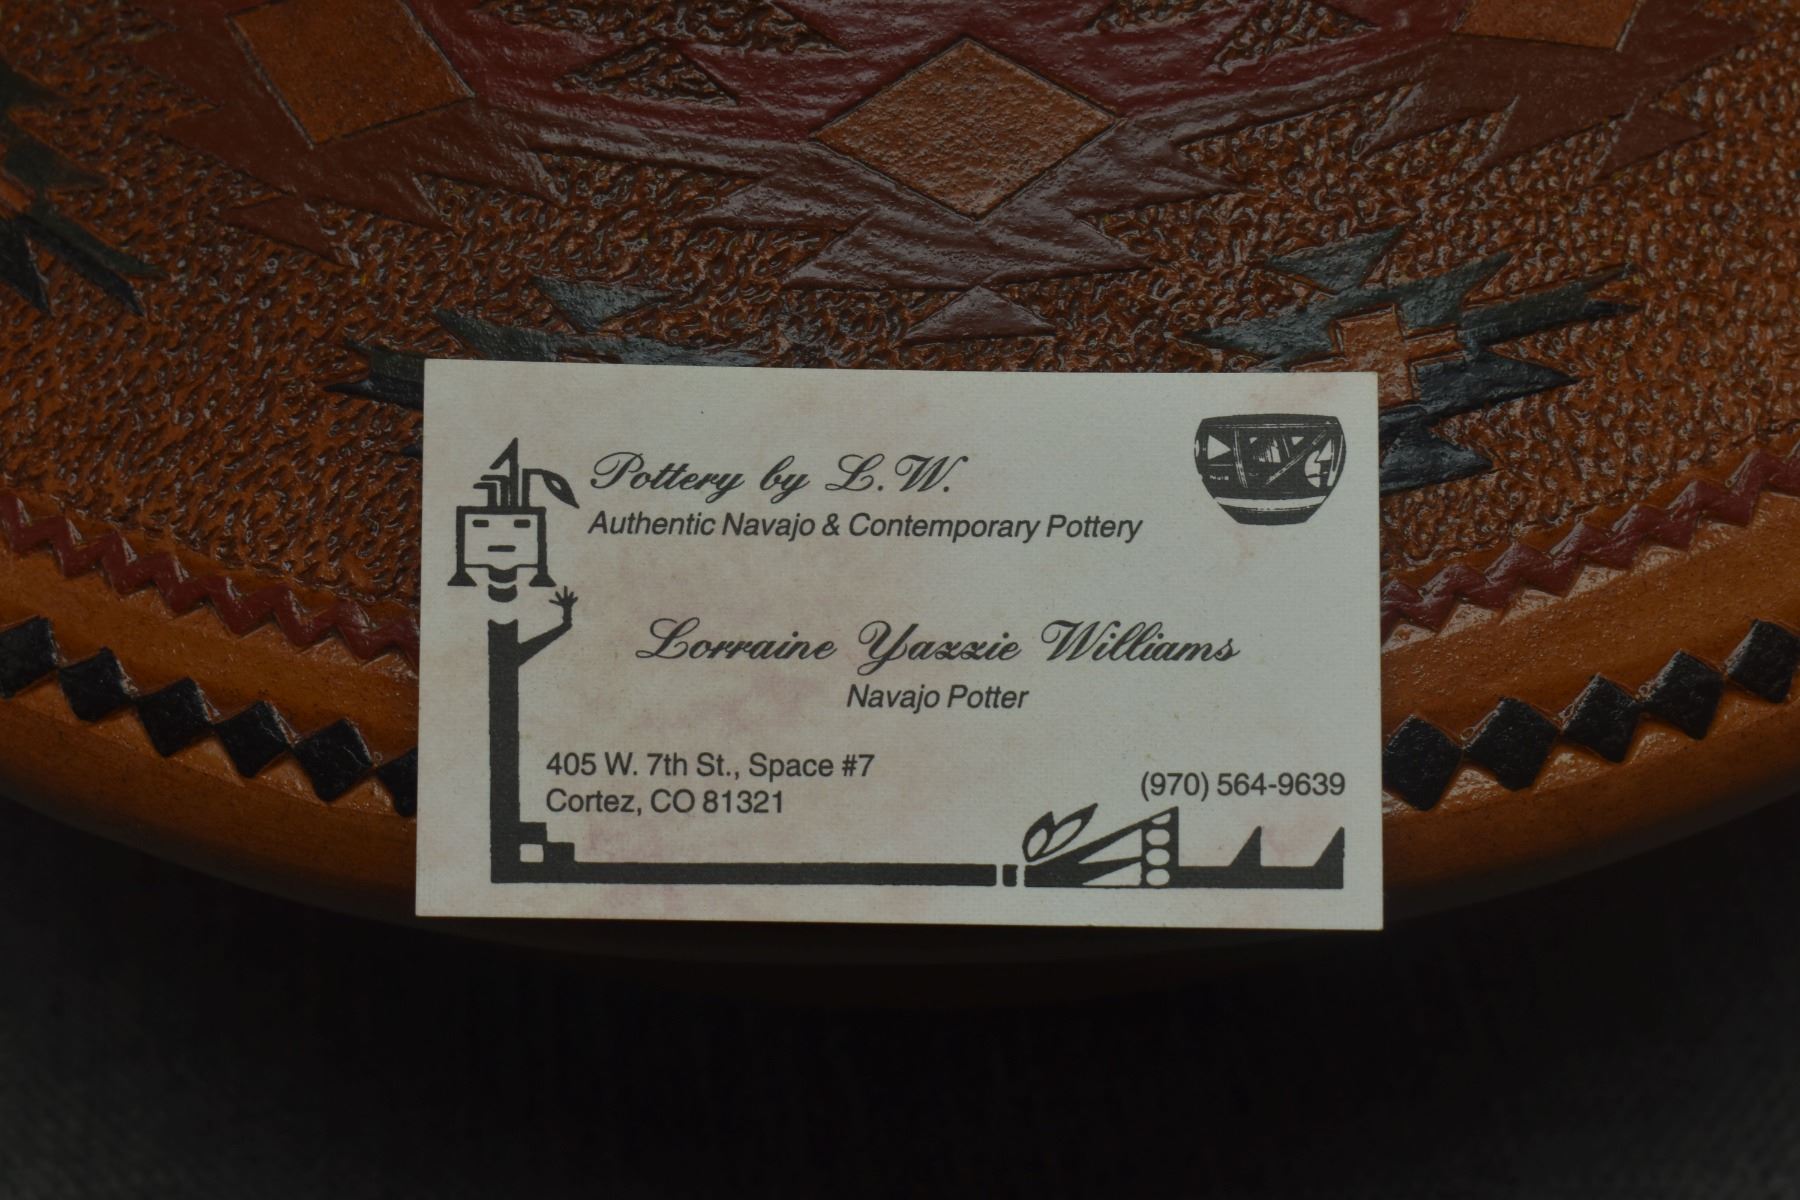 Pottery by L.W.
Authentic Navajo & Contemporary Pottery
Lorraine Yazzie Williams
Navajo Potter
405 W. 7th St., Space #7
Cortez, CO 81321
(970) 564-9639